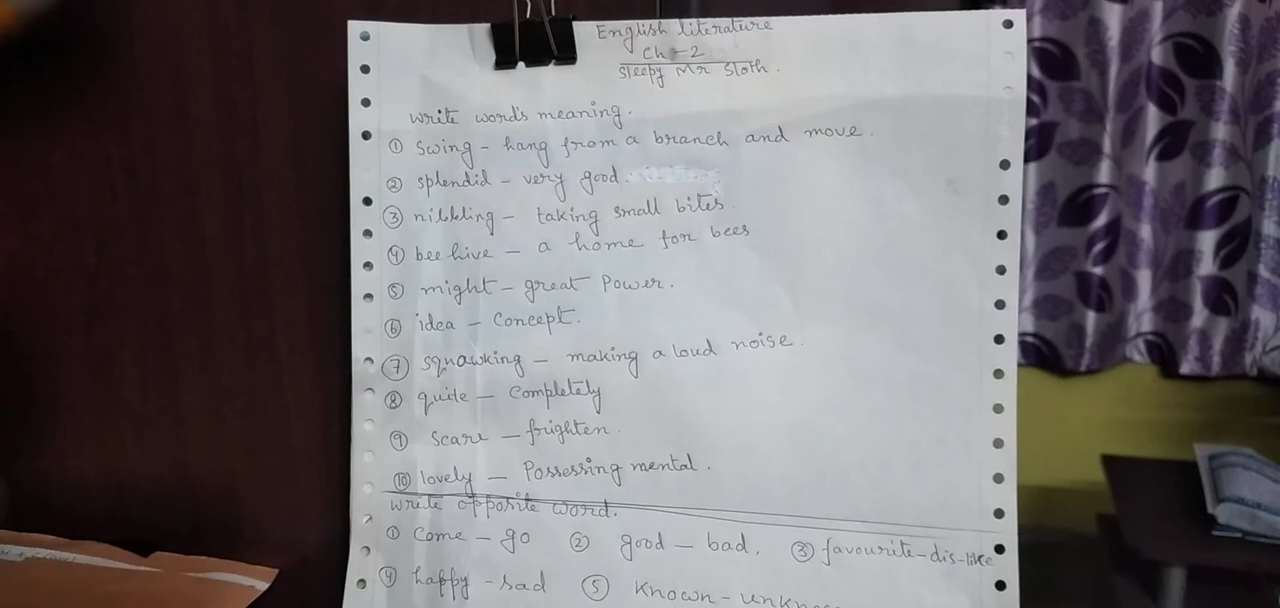 English literature
Ch-2
Sleepy Mr Sloth.
Write words meaning.
① Swing - hang from a branch and move.
② splendid - very good.
③ nibbling - taking small bites.
④ bee hive - a home for bees
⑤ might - great Power.
⑥ idea - Concept.
⑦ squawking - making a loud noise.
⑧ quite - Completely
⑨ Scare - frighten.
⑩ lovely - Possessing mental.
Write opposite word.
① Come - go ② good - bad. ③ favourite - dis-like
④ happy - sad ⑤ Known -